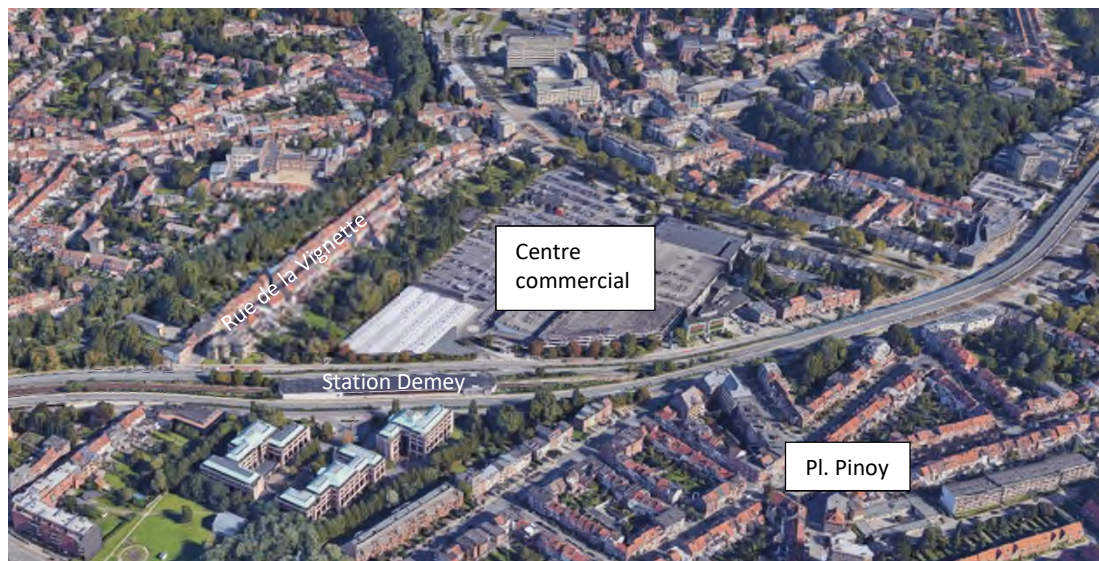 Rue de la Vignette
Centre
commercial
Station Demey
Pl. Pinoy